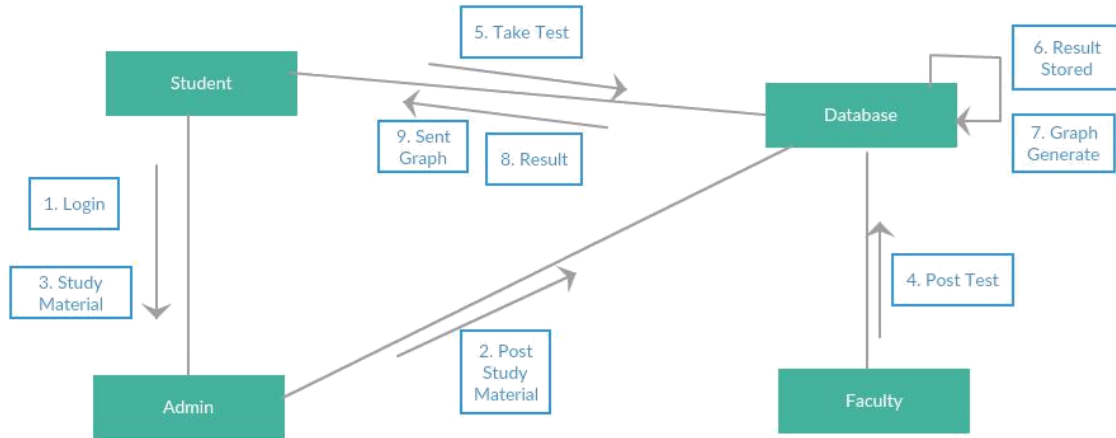 5. Take Test
6. Result
Stored
Student
Database
9. Sent
Graph
8. Result
7. Graph
Generate
1. Login
3. Study
Material
4. Post Test
2. Post
Study
Material
Admin
Faculty